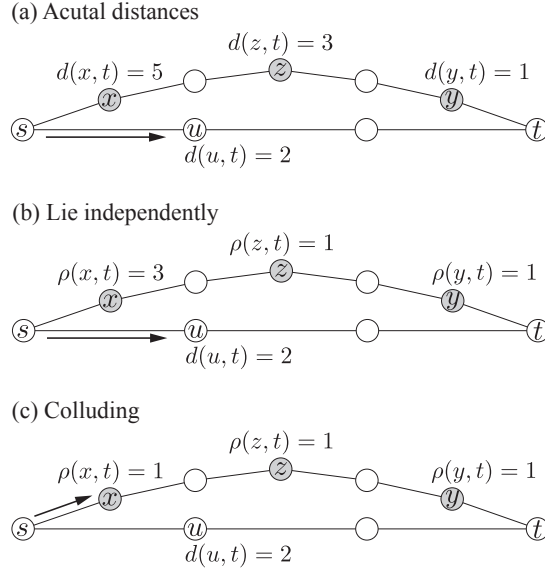 (a) Acutal distances
d(z, t) = 3
d(x, t) = 5 d(y, t) = 1
x z y
s u t
d(u, t) = 2
(b) Lie independently
ρ(z, t) = 1
ρ(x, t) = 3 ρ(y, t) = 1
x z y
s u t
d(u, t) = 2
(c) Colluding
ρ(z, t) = 1
ρ(x, t) = 1 ρ(y, t) = 1
x z y
s u t
d(u, t) = 2